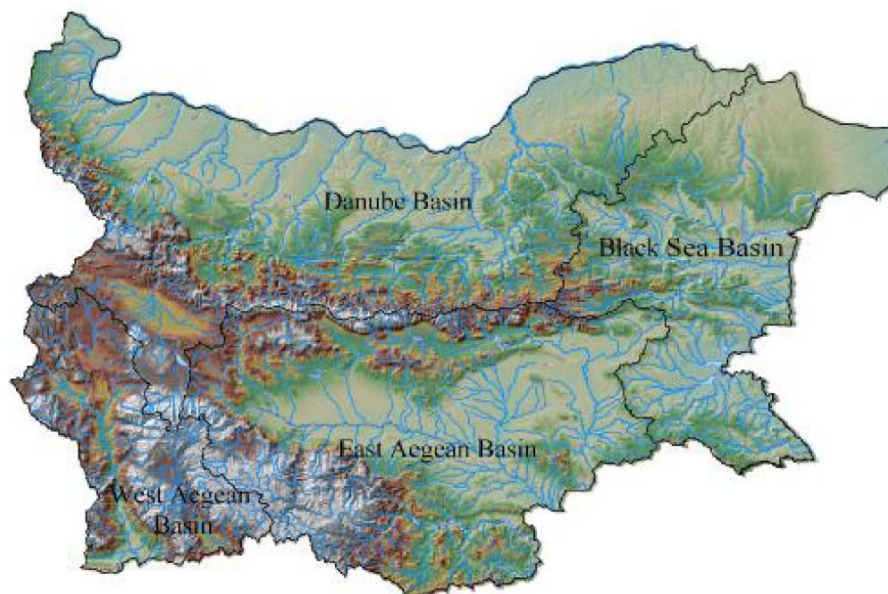 Danube Basin
Black Sea Basin
East Aegean Basin
West Aegean
Basin